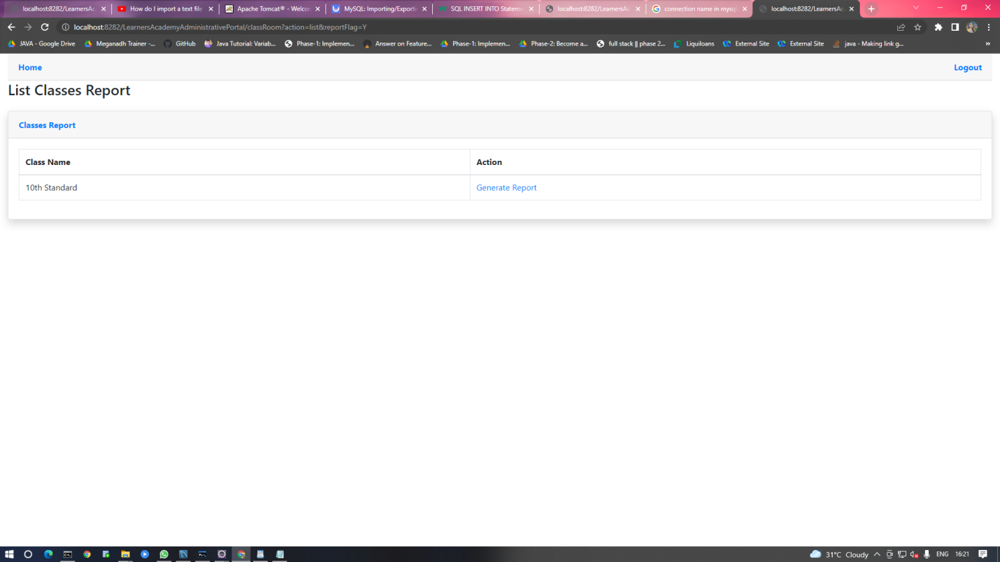 localhost:8282/LearnersAc
How do I import a text file
Apache Tomcat® - Welcor
MySQL: Importing/Exporti
SQL INSERT INTO Stateme
localhost:8282/LearnersAc
connection name in mysql
localhost:8282/LearnersAc
localhost:8282/LearnersAcademyAdministrativePortal/classRoom?action=list&reportFlag=Y
JAVA - Google Drive
Meganadh Trainer -...
GitHub
Java Tutorial: Variab...
Phase-1: Implemen...
Answer on Feature...
Phase-1: Implemen...
Phase-2: Become a...
full stack || phase 2...
Liquiloans
External Site
External Site
java - Making link g...
»
Home
Logout
List Classes Report
Classes Report
Class Name
Action
10th Standard
Generate Report
31°C Cloudy
ENG
16:21